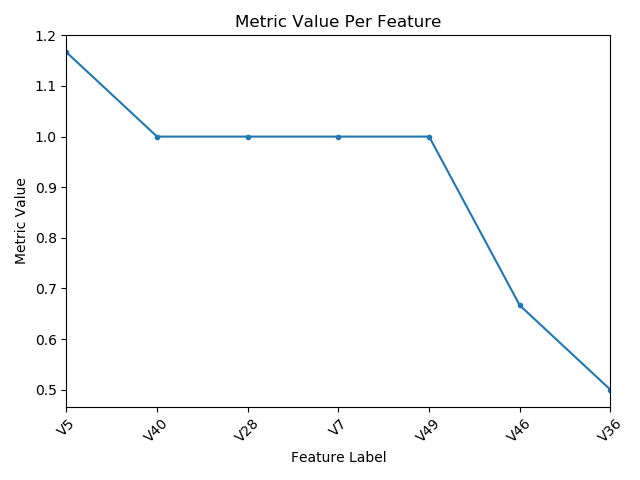 Metric Value Per Feature
1.2
1.1
1.0
0.9
0.8
0.7
0.6
0.5
Metric Value
V5
V40
V28
V7
V49
V46
V36
Feature Label